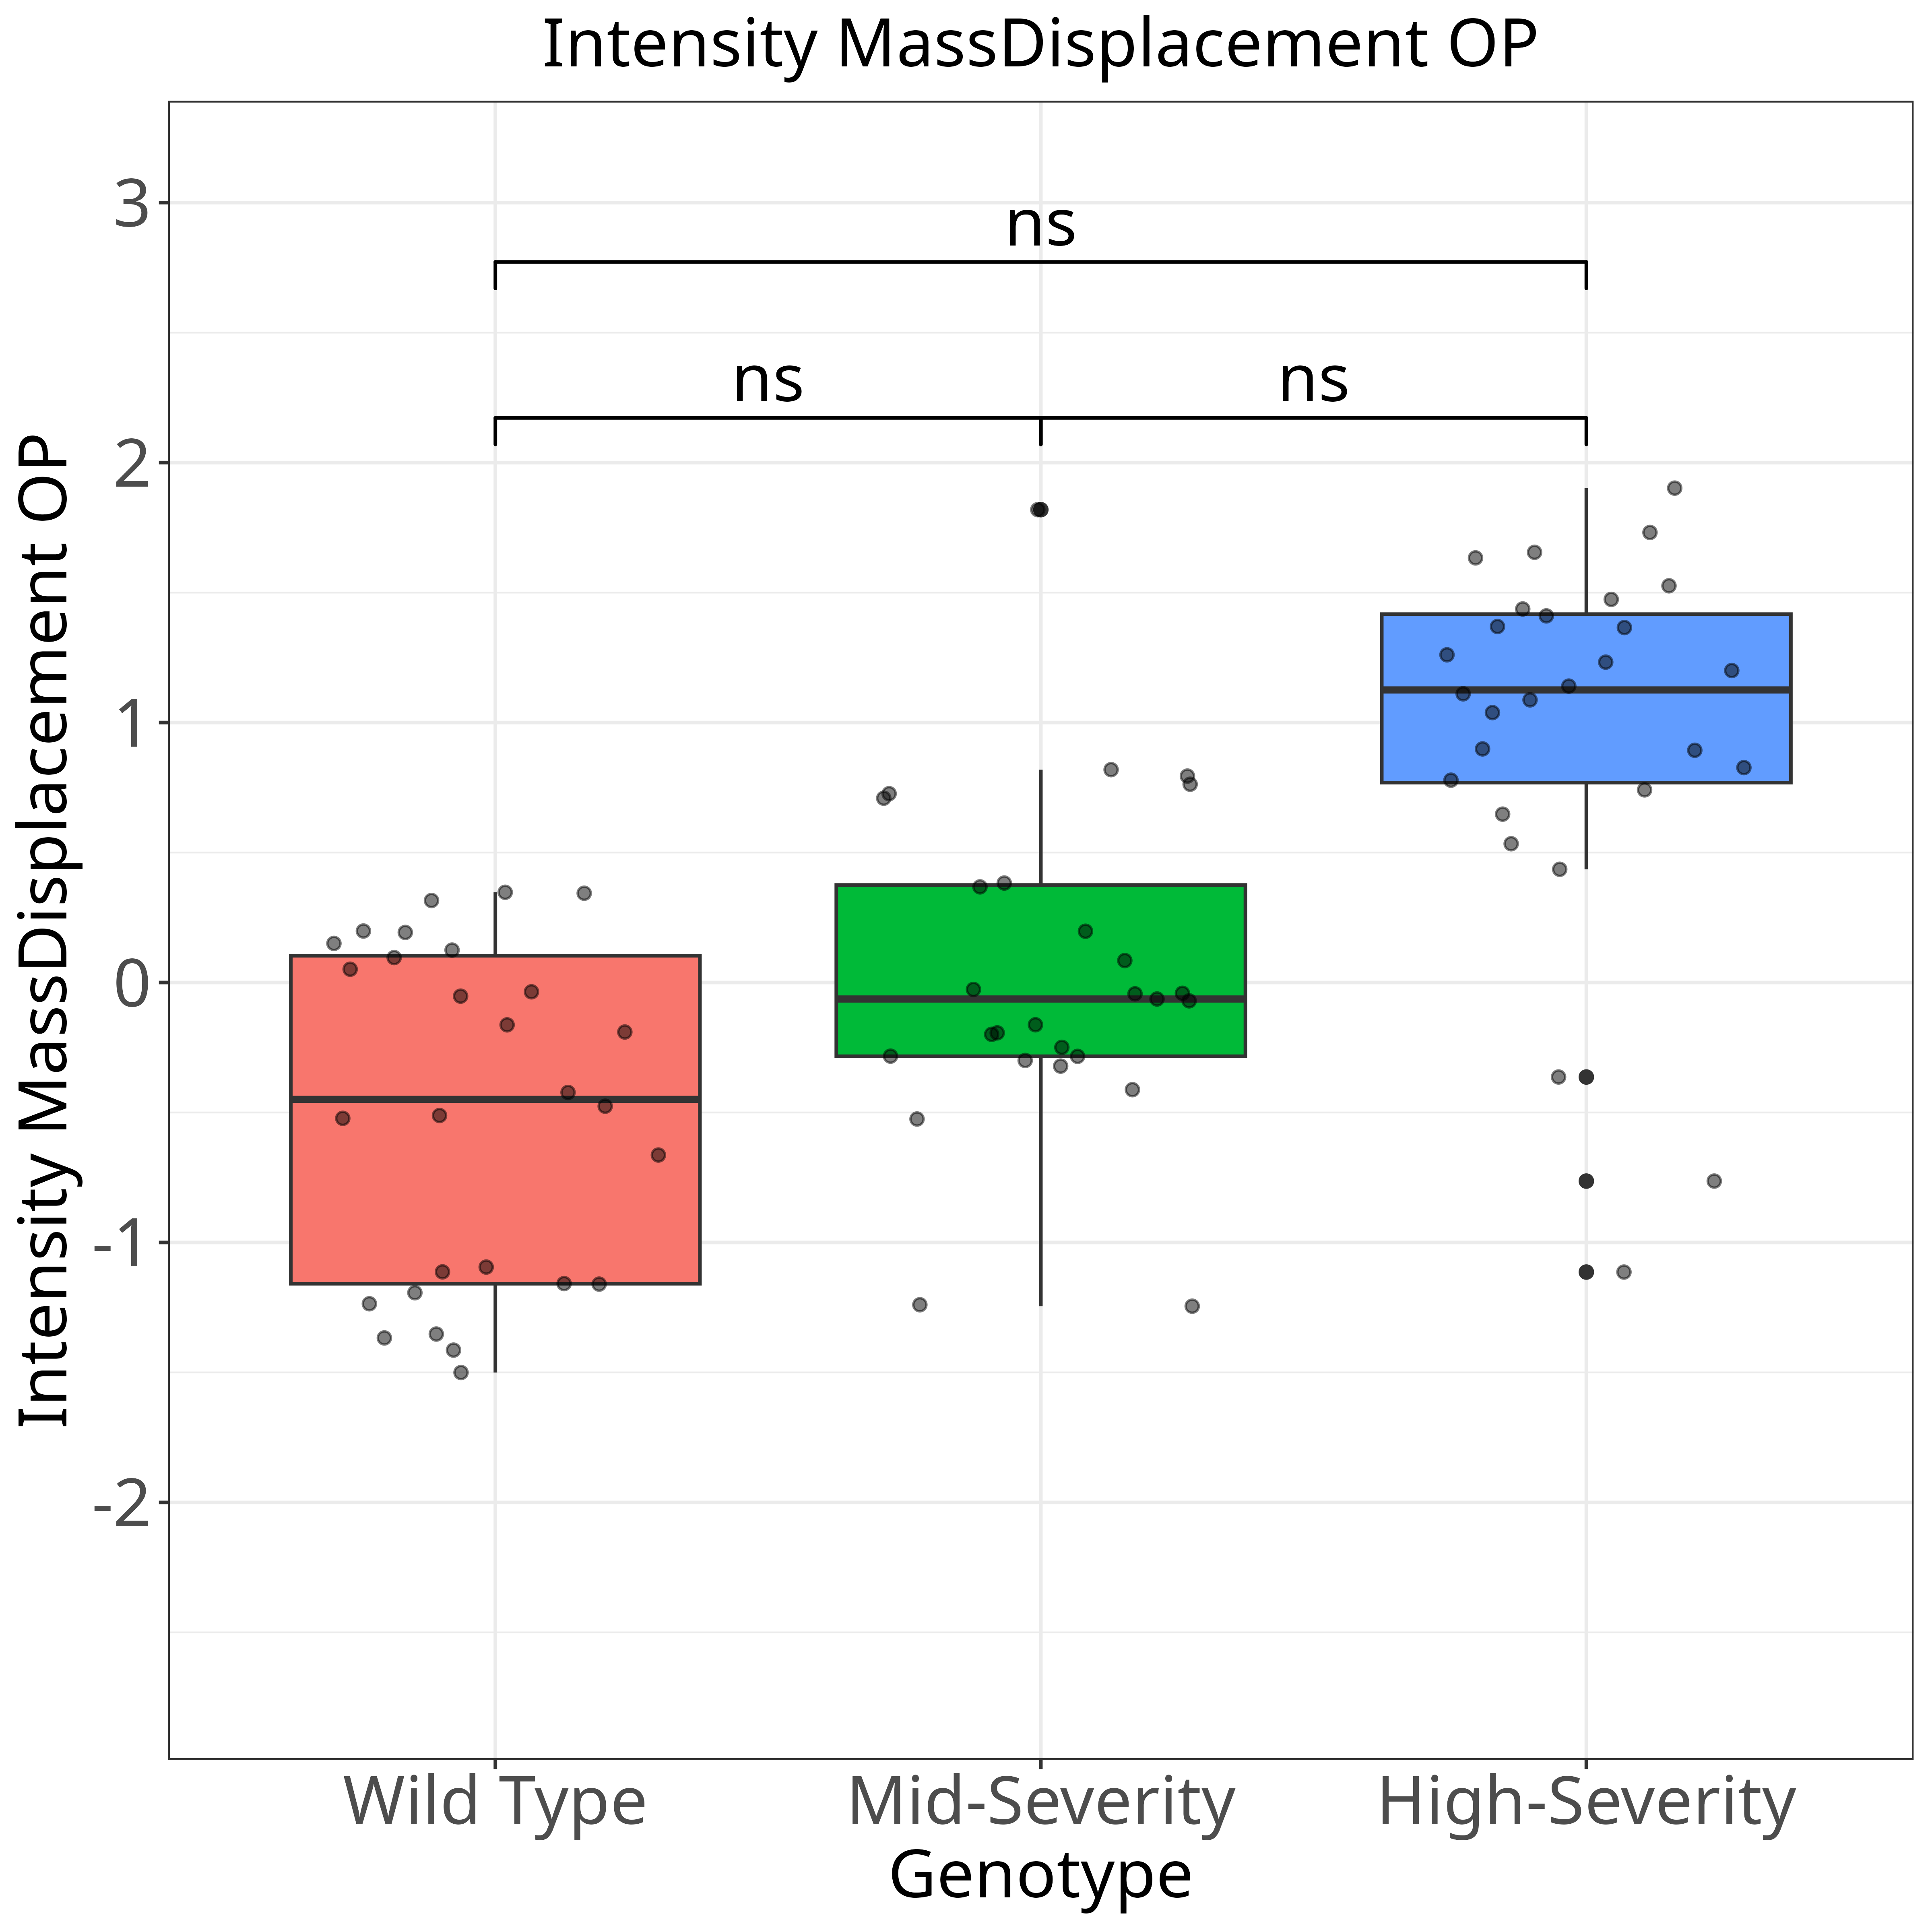 Intensity MassDisplacement OP
Intensity MassDisplacement OP
3
2
1
0
-1
-2
ns
ns ns
Wild Type Mid-Severity High-Severity
Genotype